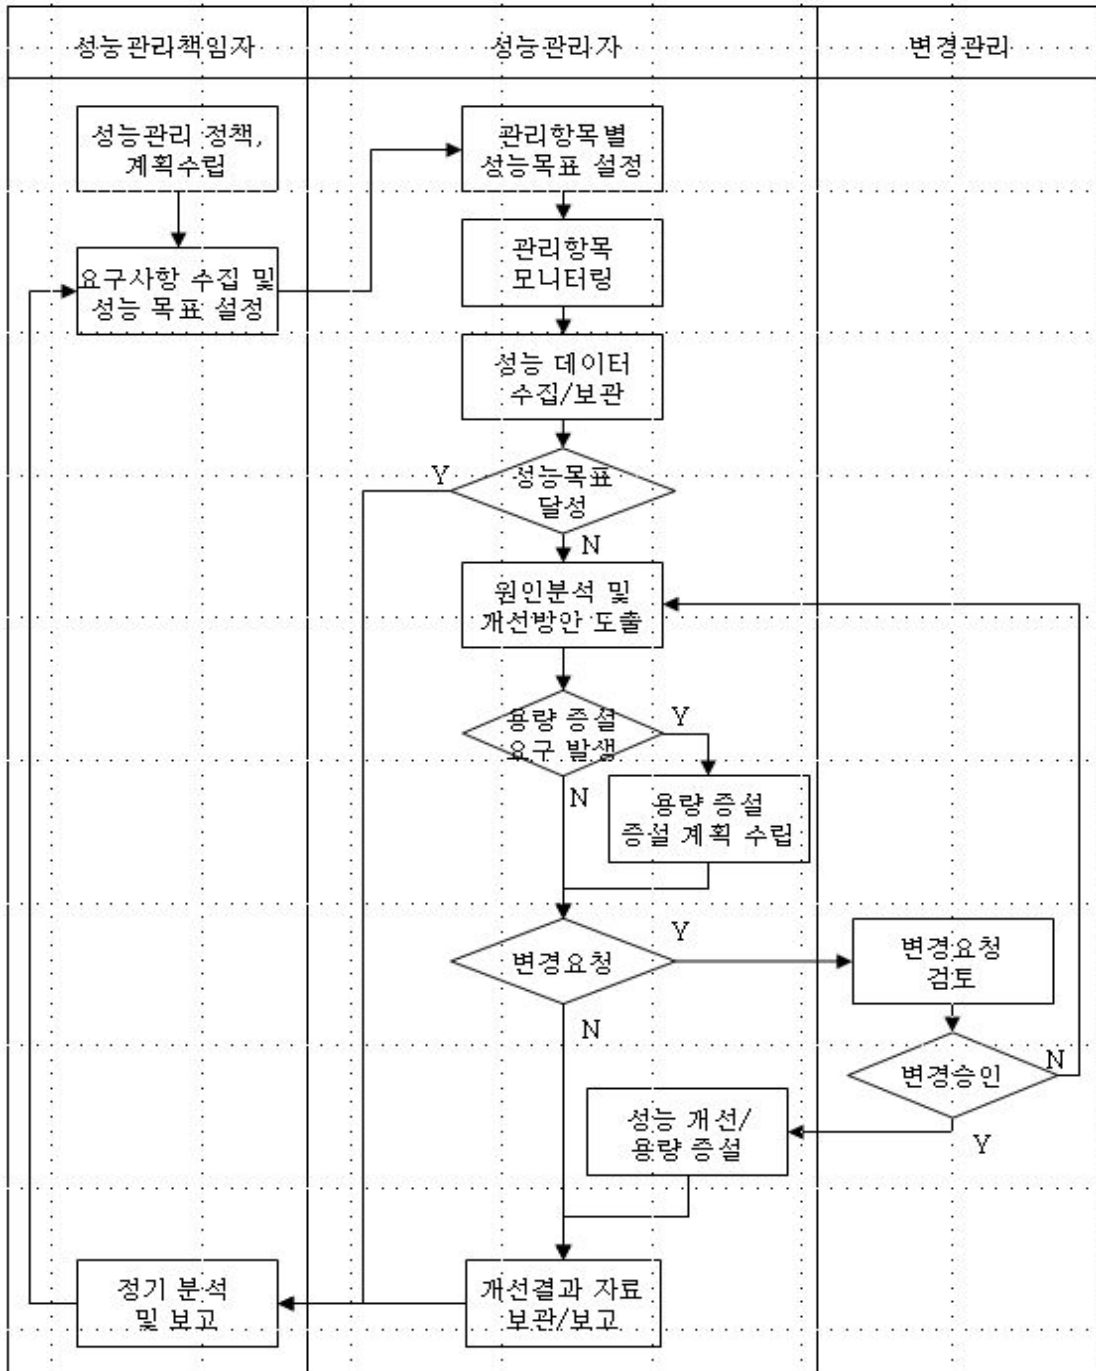 성능관리책임자
성능관리자
변경관리
성능관리 정책,
계획수립
관리항목별
성능목표 설정
요구사항 수집 및
성능 목표 설정
관리항목
모니터링
성능 데이터
수집/보관
Y
성능목표
달성
N
원인분석 및
개선방안 도출
용량 증설
요구 발생
Y
N
용량 증설
증설 계획 수립
변경요청
Y
N
변경요청
검토
변경승인
N
Y
성능 개선/
용량 증설
정기 분석
및 보고
개선결과 자료
보관/보고